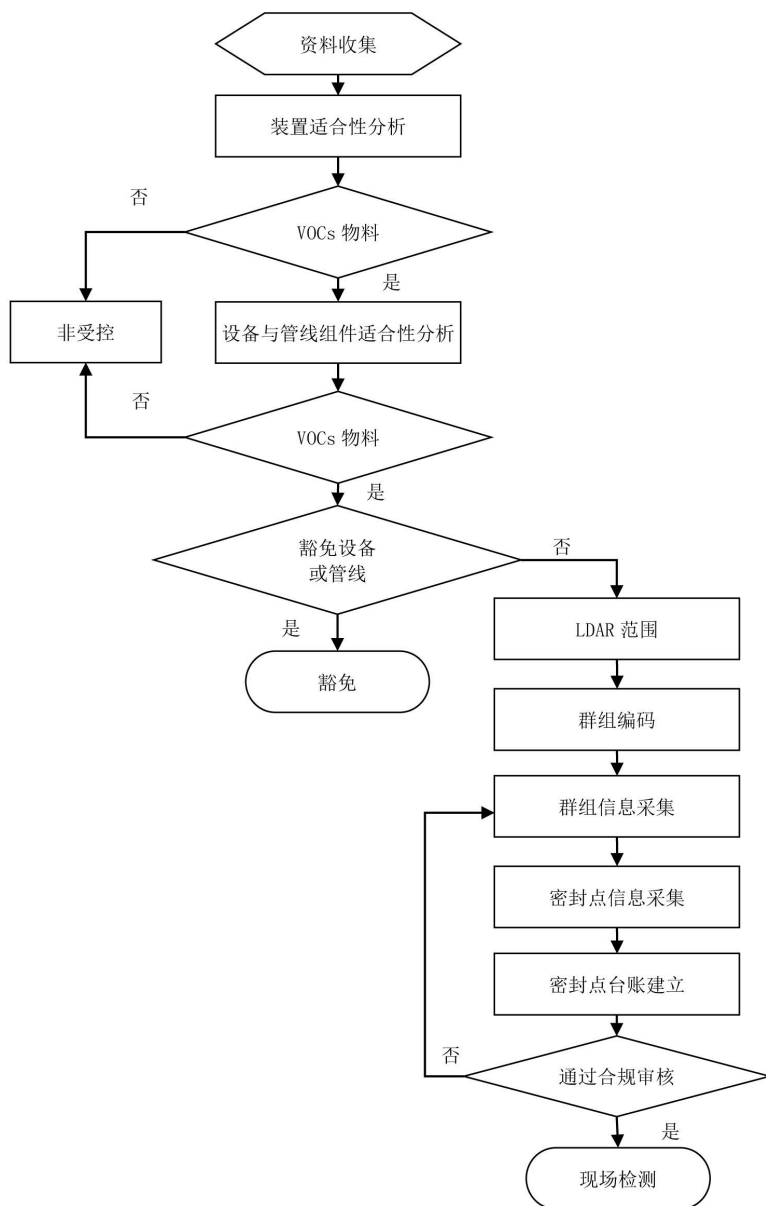 资料收集
装置适合性分析
否
VOCs 物料
是
非受控
设备与管线组件适合性分析
否
VOCs 物料
是
豁免设备
或管线
否
是
LDAR 范围
豁免
群组编码
群组信息采集
密封点信息采集
密封点台账建立
否
通过合规审核
是
现场检测